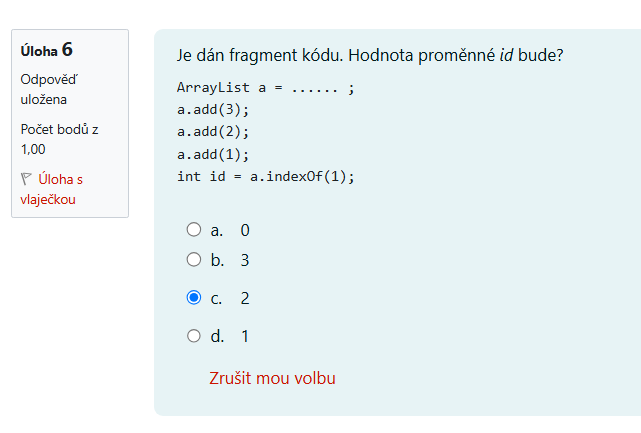 Úloha 6
Odpověď
uložena
Počet bodů z
1,00
Úloha s
vlaječkou
Je dán fragment kódu. Hodnota proměnné id bude?
ArrayList a = ...... ;
a.add(3);
a.add(2);
a.add(1);
int id = a.indexOf(1);
a. 0
b. 3
c. 2
d. 1
Zrušit mou volbu